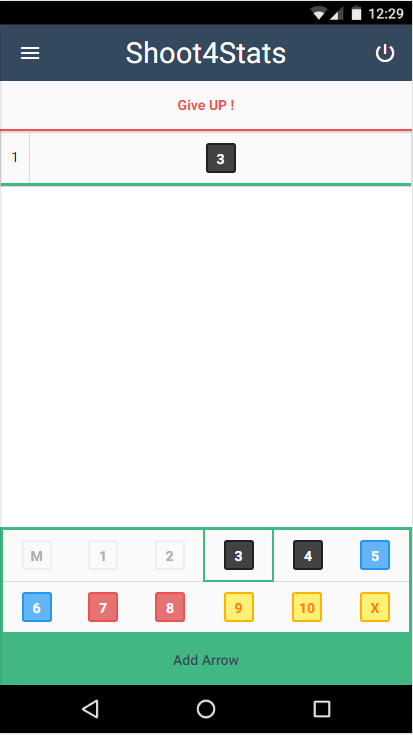 12:29
Shoot4Stats
Give UP !
1 3
M 1 2 3 4 5
6 7 8 9 10 X
Add Arrow